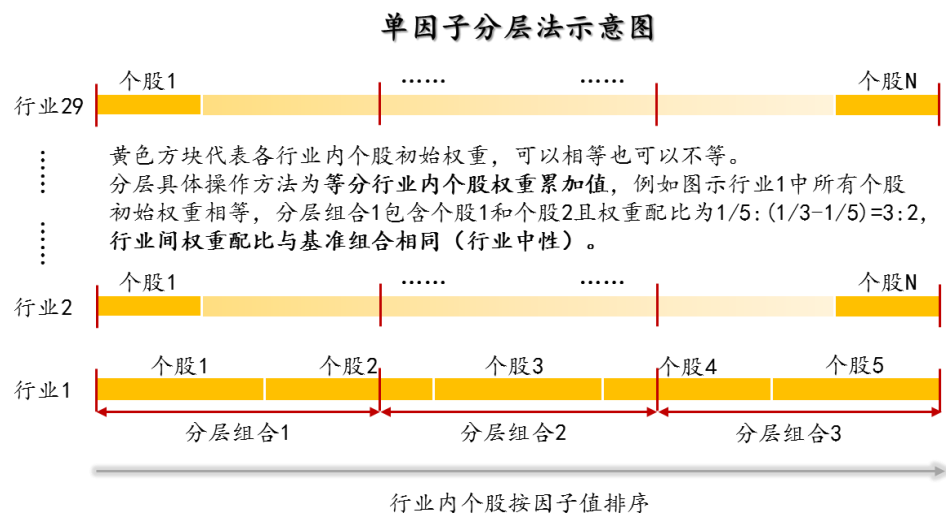 单因子分层法示意图
个股1 …… …… 个股N
行业29
黄色方块代表各行业内个股初始权重，可以相等也可以不等。
分层具体操作方法为等分行业内个股权重累加值，例如图示行业1中所有个股
初始权重相等，分层组合1包含个股1和个股2且权重配比为1/5:(1/3-1/5)=3:2，
行业间权重配比与基准组合相同（行业中性）。
……
……
个股1 …… …… 个股N
行业2
个股1 个股2 个股3 个股4 个股5
行业1
分层组合1 分层组合2 分层组合3
行业内个股按因子值排序